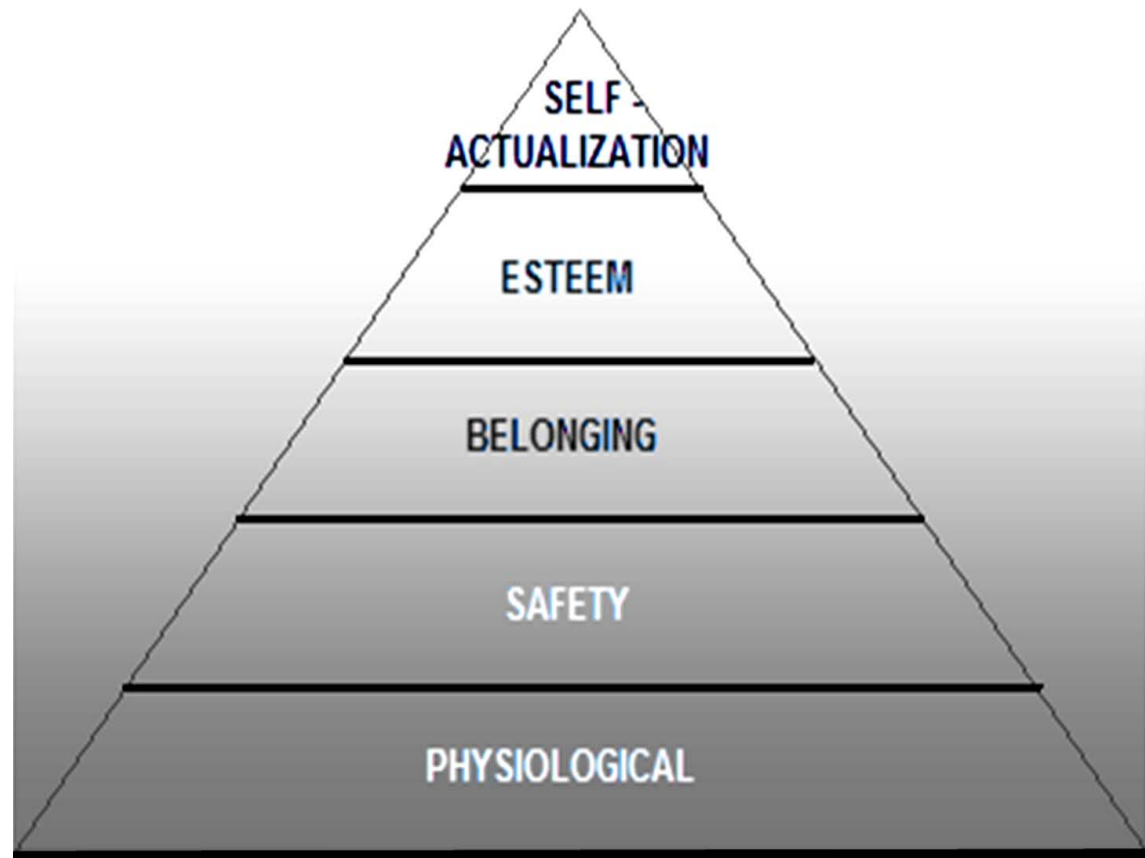 SELF -
ACTUALIZATION
ESTEEM
BELONGING
SAFETY
PHYSIOLOGICAL